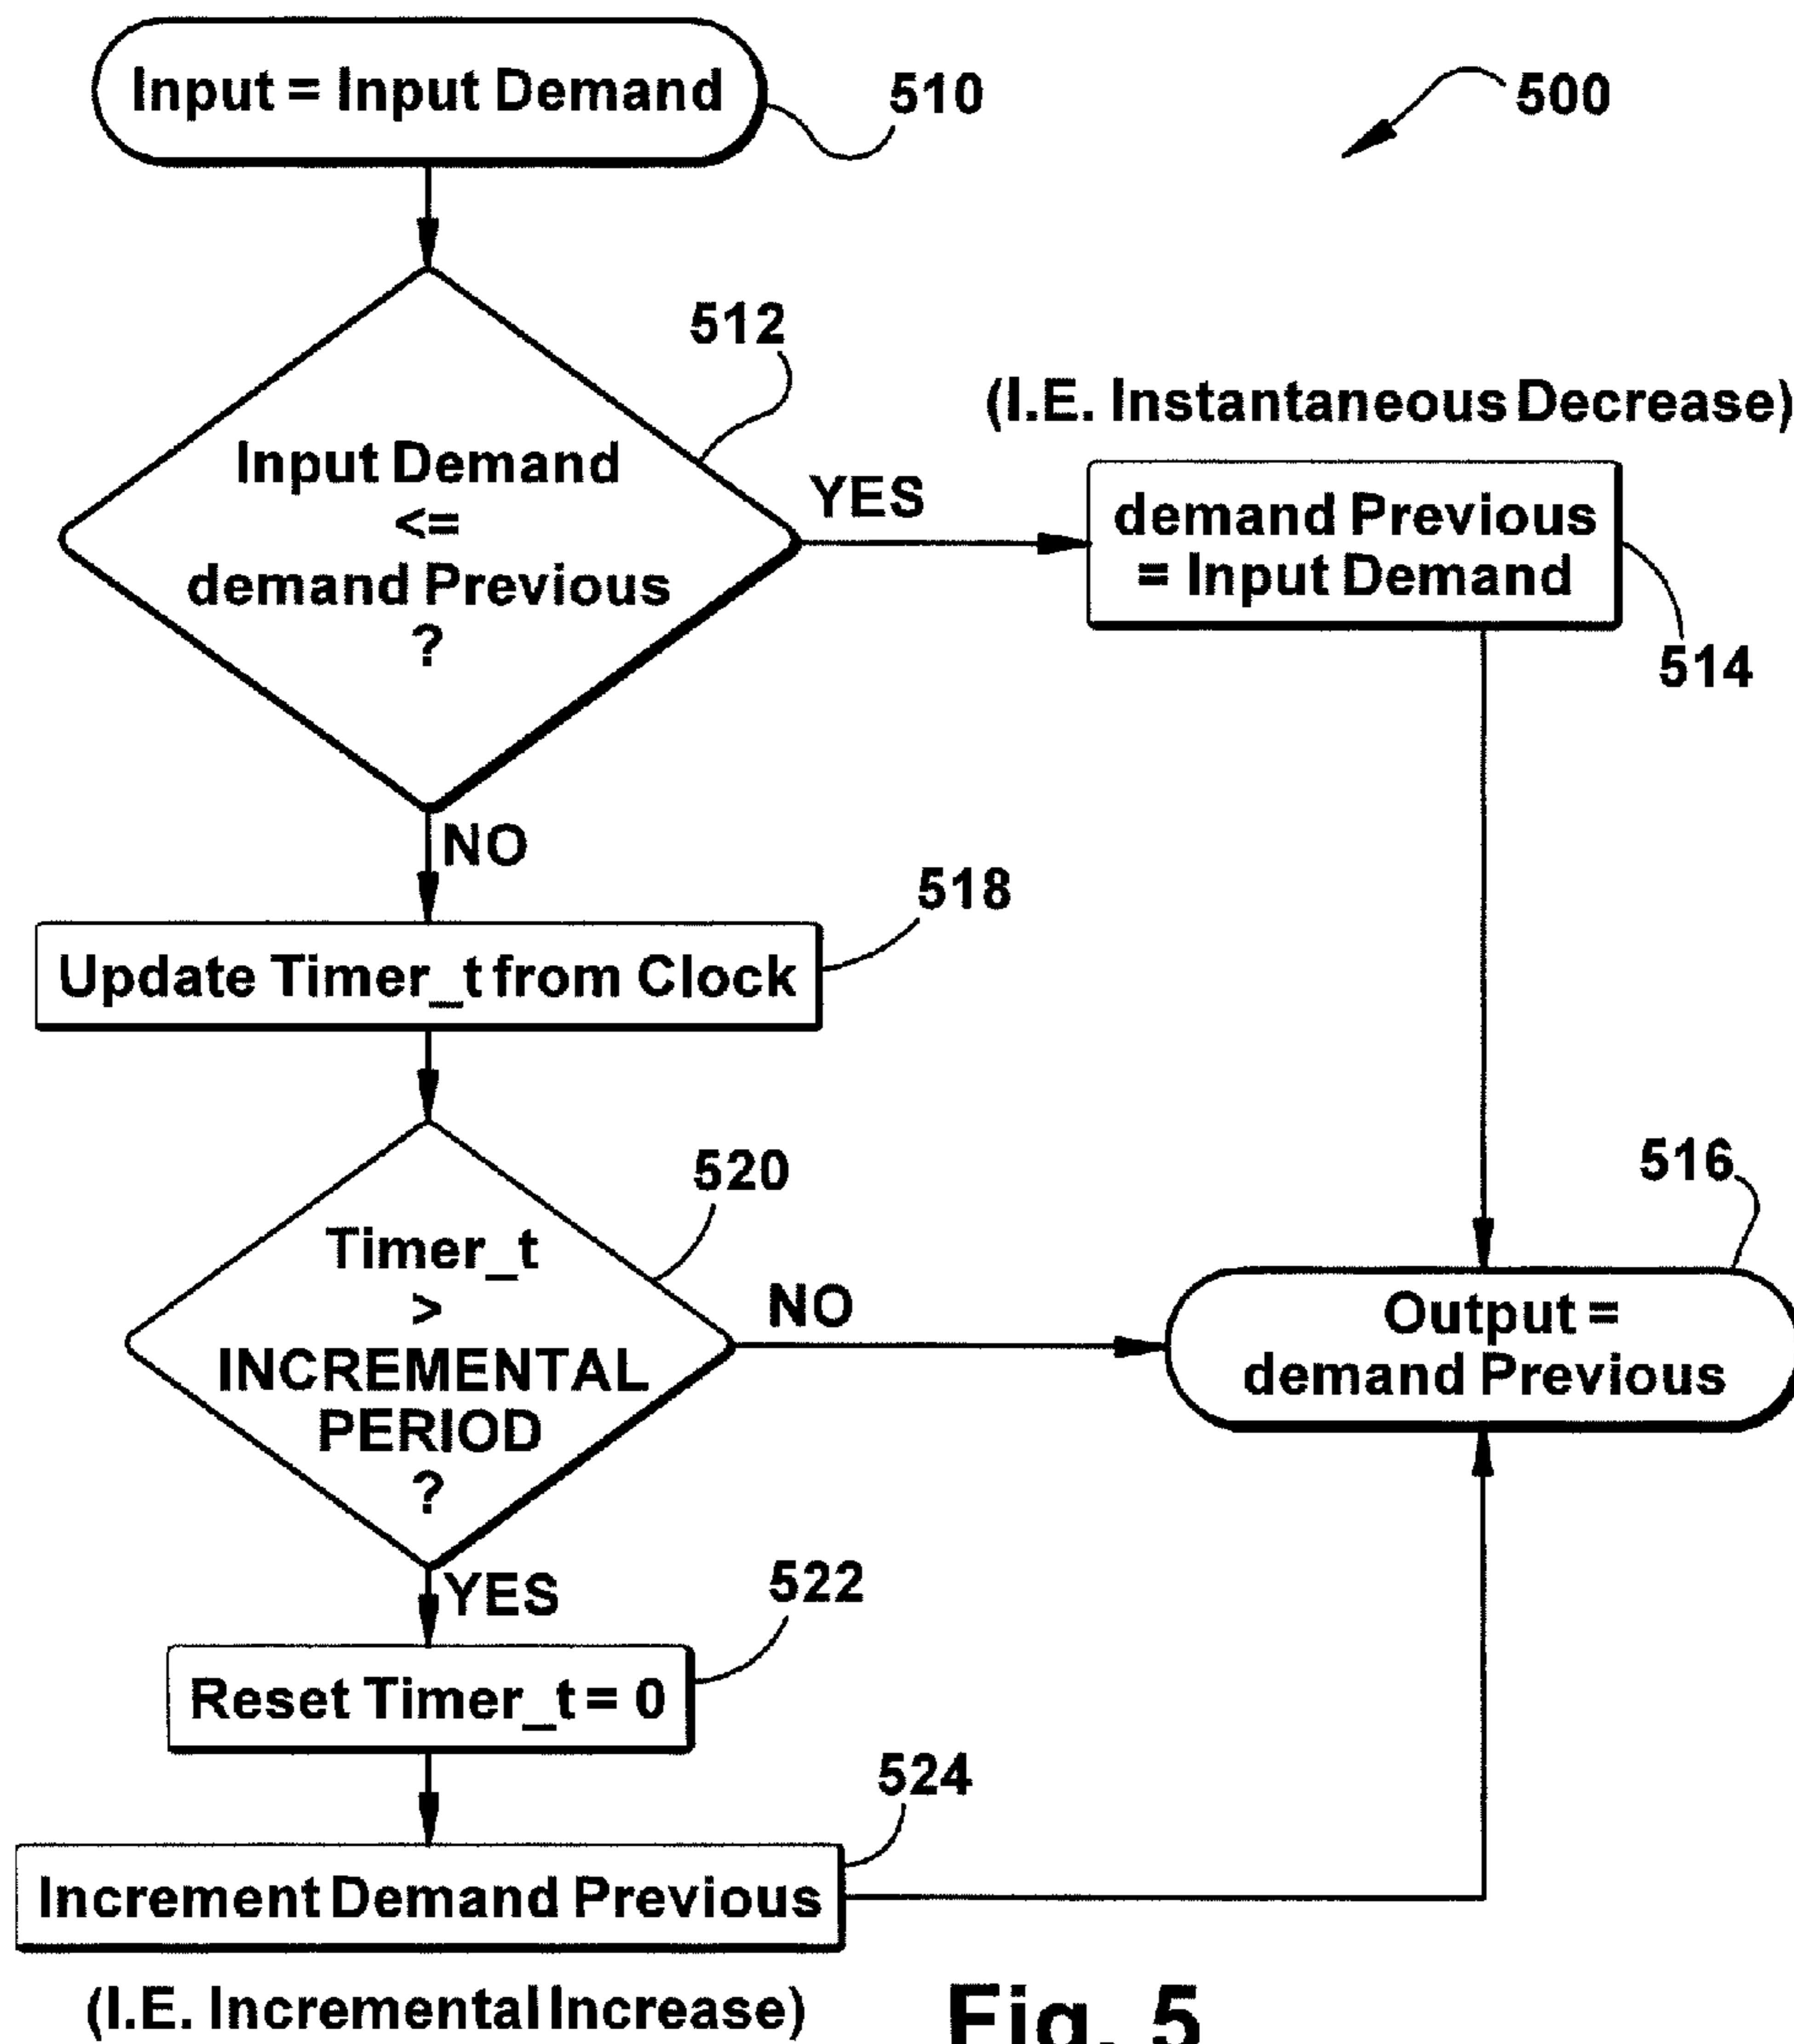 Input = Input Demand
510
500
512
Input Demand
<=
demand Previous
?
YES
(I.E. Instantaneous Decrease)
demand Previous
= Input Demand
514
NO
518
Update Timer_t from Clock
520
Timer_t
>
INCREMENTAL
PERIOD
?
NO
516
Output =
demand Previous
YES
522
Reset Timer_t = 0
524
Increment Demand Previous
(I.E. Incremental Increase)
Fig. 5